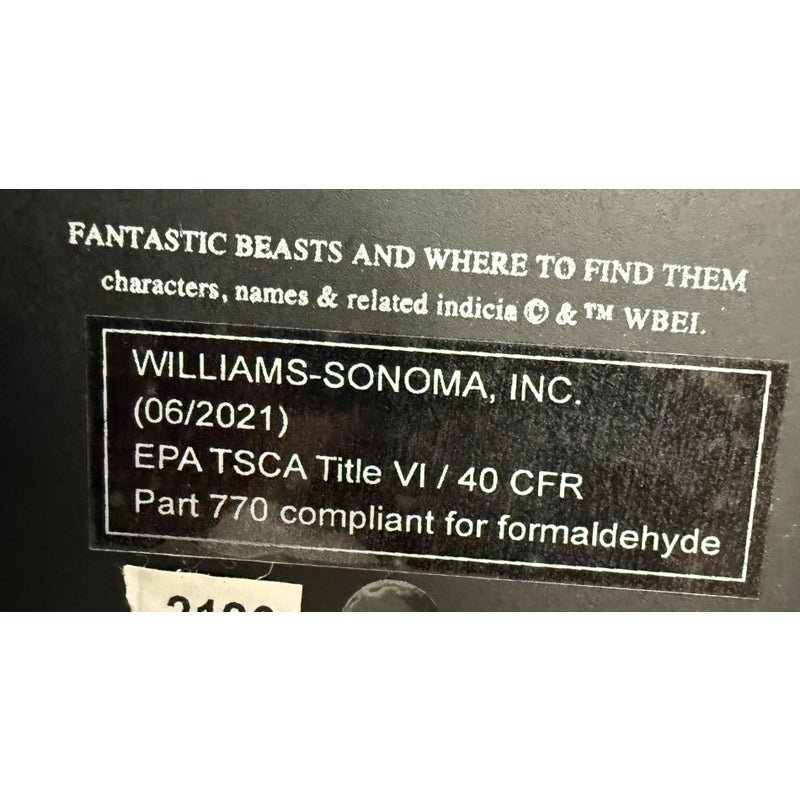 FANTASTIC BEASTS AND WHERE TO FIND THEM
characters, names & related indicia © & ™ WBEI.
WILLIAMS-SONOMA, INC.
(06/2021)
EPA TSCA Title VI / 40 CFR
Part 770 compliant for formaldehyde